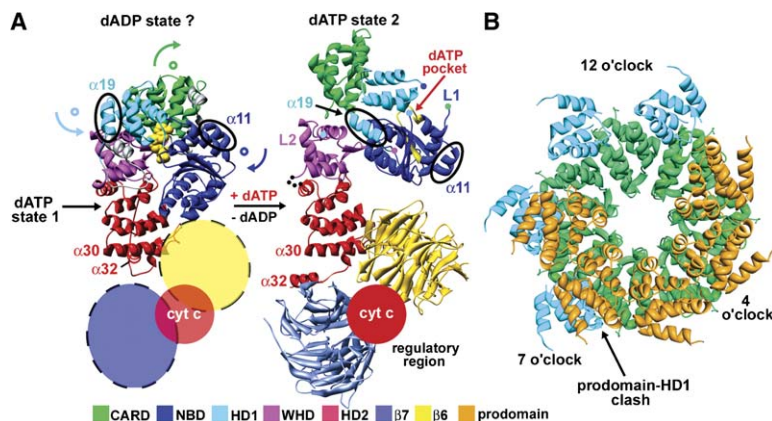 A
dADP state ?
dATP state 2
B
α19
α11
dATP
pocket
12 o'clock
α19
L1
L2
α11
dATP
state 1
+ dATP
- dADP
α30
α32
α30
α32
cyt c
cyt c
regulatory
region
4
o'clock
7 o'clock
prodomain-HD1
clash
CARD NBD HD1 WHD HD2 β7 β6 prodomain